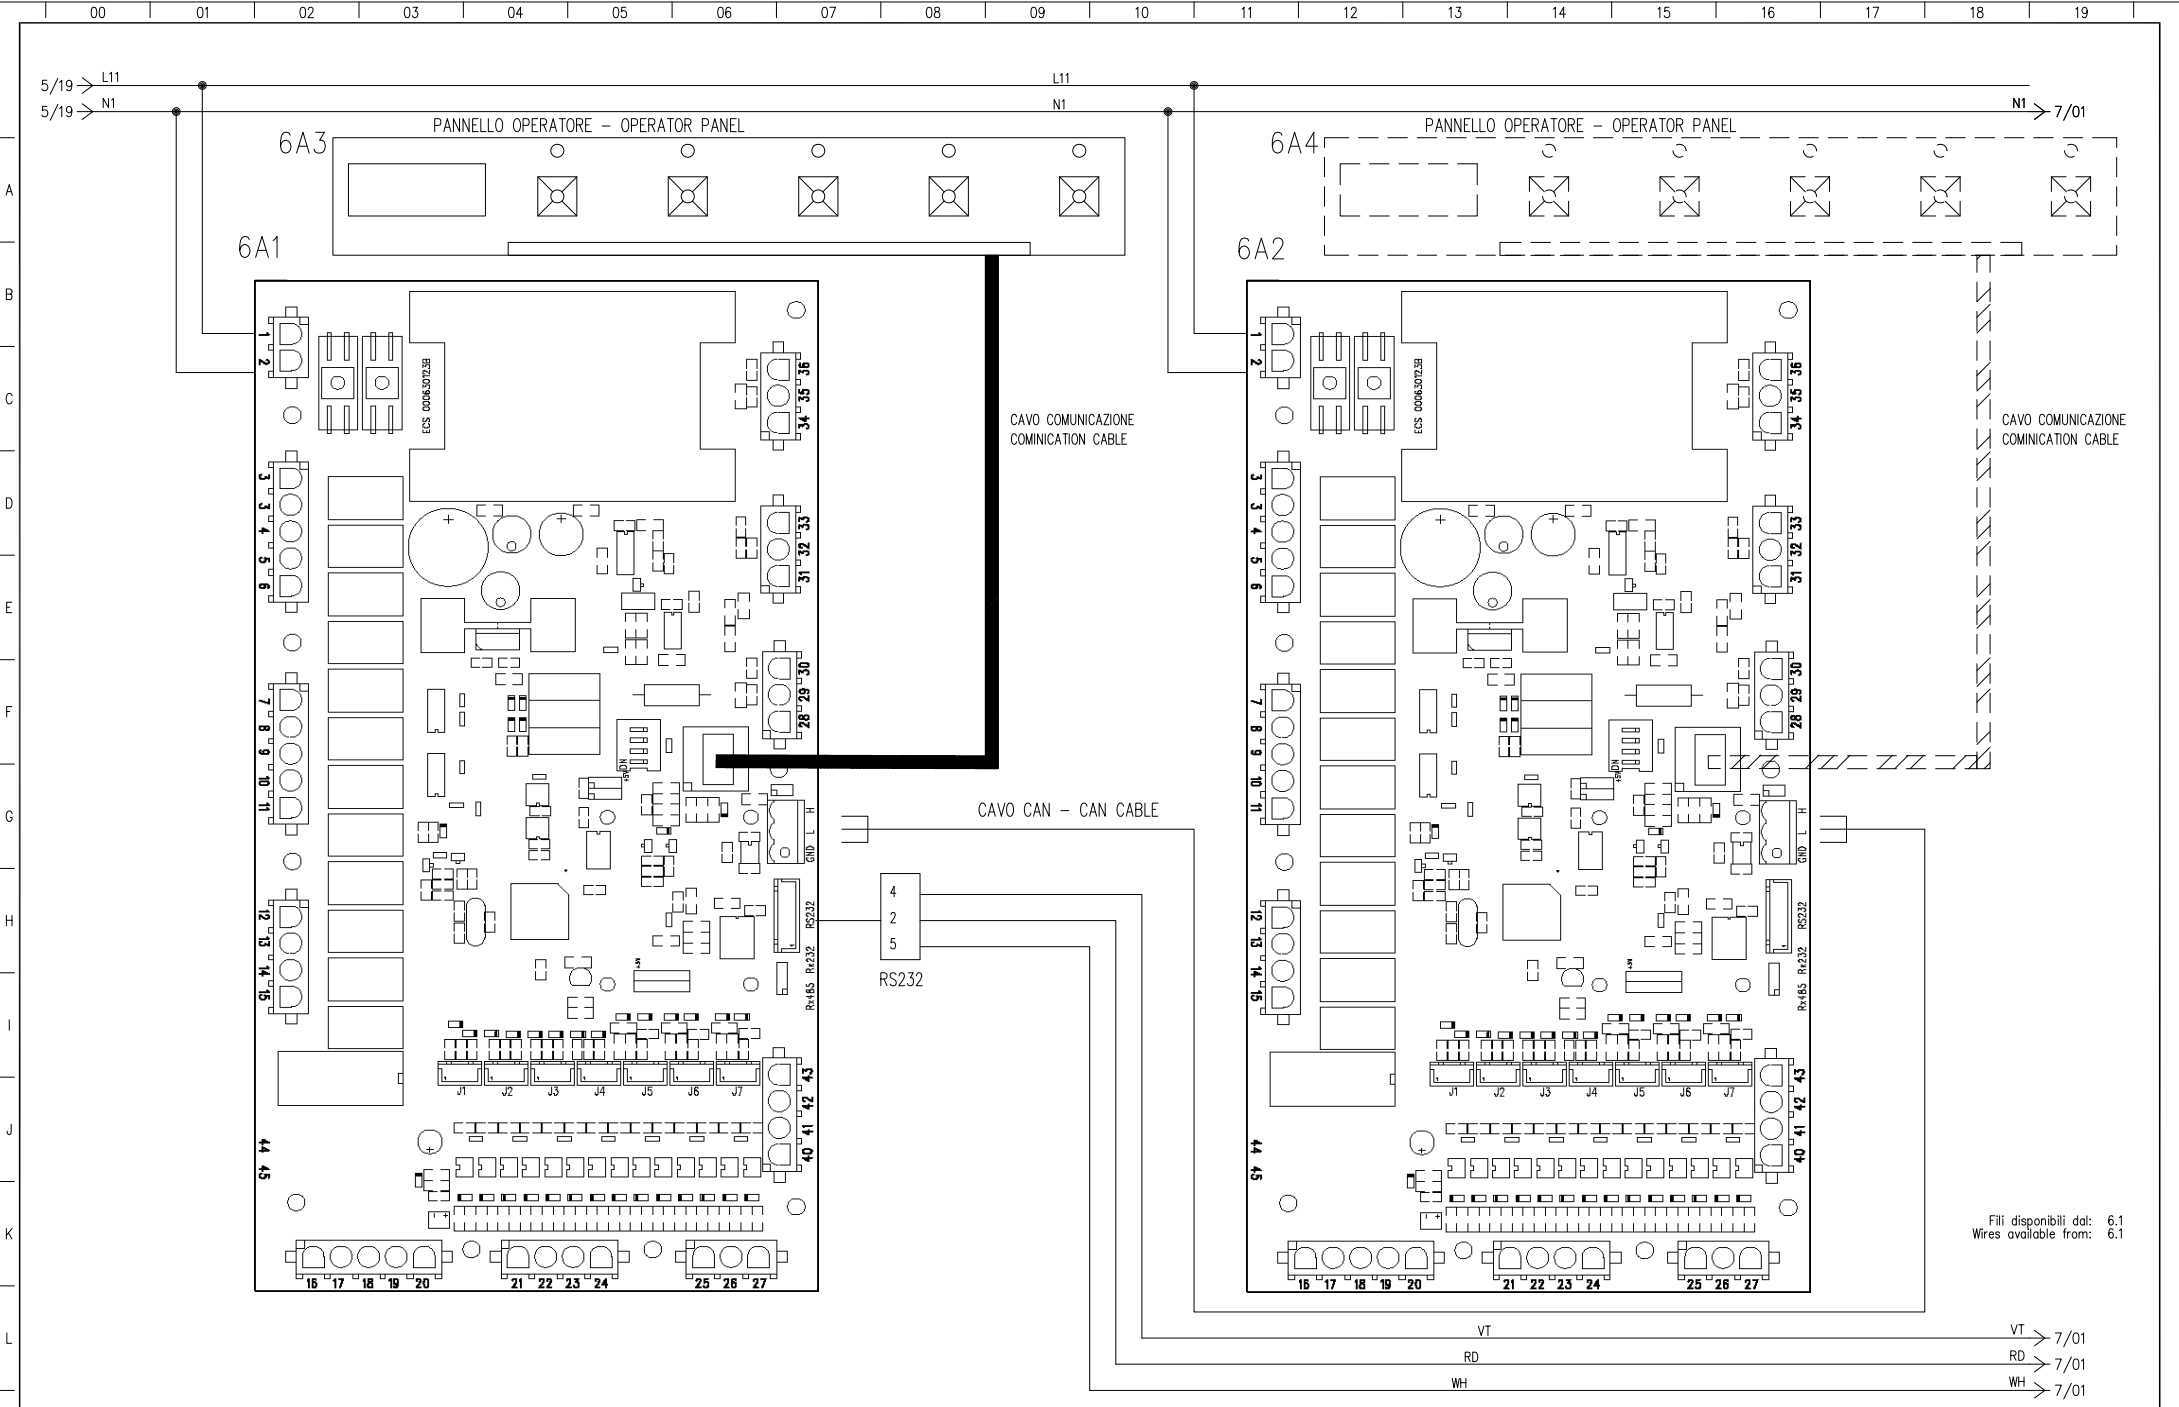 00 01 02 03 04 05 06 07 08 09 10 11 12 13 14 15 16 17 18 19
5/19 L11 L11
5/19 N1 N1 N1 7/01
PANNELLO OPERATORE - OPERATOR PANEL
PANNELLO OPERATORE - OPERATOR PANEL
6A3
6A4
A
6A1
6A2
B
1
2
36
35
34
ECS 000630123B
1
2
36
35
34
ECS 000630123B
C
CAVO COMUNICAZIONE
COMINICATION CABLE
CAVO COMUNICAZIONE
COMINICATION CABLE
D
3
3
4
5
6
33
32
31
3
3
4
5
6
33
32
31
E
30
29
28
30
29
28
F
7
8
9
10
11
7
8
9
10
11
ON
+5V
ON
+5V
G
H
L
GND
H
L
GND
CAVO CAN - CAN CABLE
H
12
13
14
15
12
13
14
15
4
2
5
RS232
RS232
Rx232
Rx485
RS232
Rx232
Rx485
+5V
+5V
I
J1 J2 J3 J4 J5 J6 J7
J1 J2 J3 J4 J5 J6 J7
43
42
41
40
43
42
41
40
J
44 45
44 45
K
Fili disponibili dal: 6.1
Wires available from: 6.1
16 17 18 19 20 21 22 23 24 25 26 27
16 17 18 19 20 21 22 23 24 25 26 27
L
VT VT 7/01
RD RD 7/01
WH WH 7/01